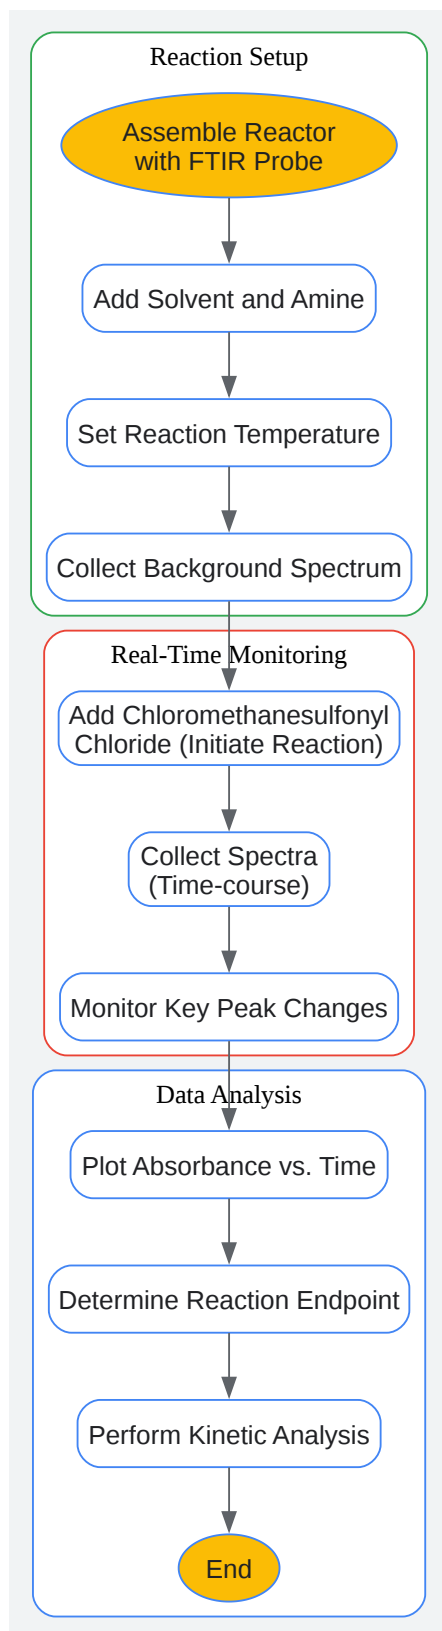 Reaction Setup
Assemble Reactor
with FTIR Probe
Add Solvent and Amine
Set Reaction Temperature
Collect Background Spectrum
Real-Time Monitoring
Add Chloromethanesulfonyl
Chloride (Initiate Reaction)
Collect Spectra
(Time-course)
Monitor Key Peak Changes
Data Analysis
Plot Absorbance vs. Time
Determine Reaction Endpoint
Perform Kinetic Analysis
End